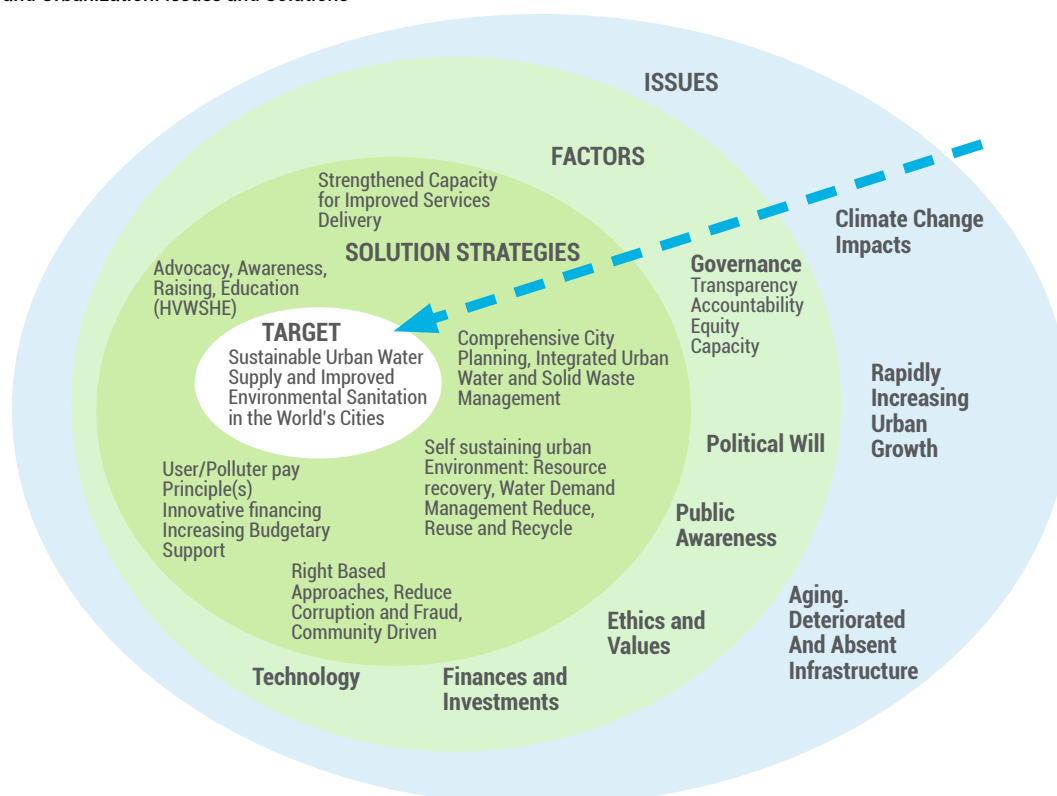 and Urbanization: Issues and Solutions
ISSUES
FACTORS
Strengthened Capacity
for Improved Services
Delivery
SOLUTION STRATEGIES
Climate Change
Impacts
Governance
Transparency
Accountability
Equity
Capacity
Advocacy, Awareness,
Raising, Education
(HVWSHE)
TARGET
Sustainable Urban Water
Supply and Improved
Environmental Sanitation
in the World's Cities
Comprehensive City
Planning, Integrated Urban
Water and Solid Waste
Management
Rapidly
Increasing
Urban
Growth
Political Will
Self sustaining urban
Environment: Resource
recovery, Water Demand
Management Reduce,
Reuse and Recycle
User/Polluter pay
Principle(s)
Innovative financing
Increasing Budgetary
Support
Public
Awareness
Right Based
Approaches, Reduce
Corruption and Fraud,
Community Driven
Ethics and
Values
Aging.
Deteriorated
And Absent
Infrastructure
Technology
Finances and
Investments